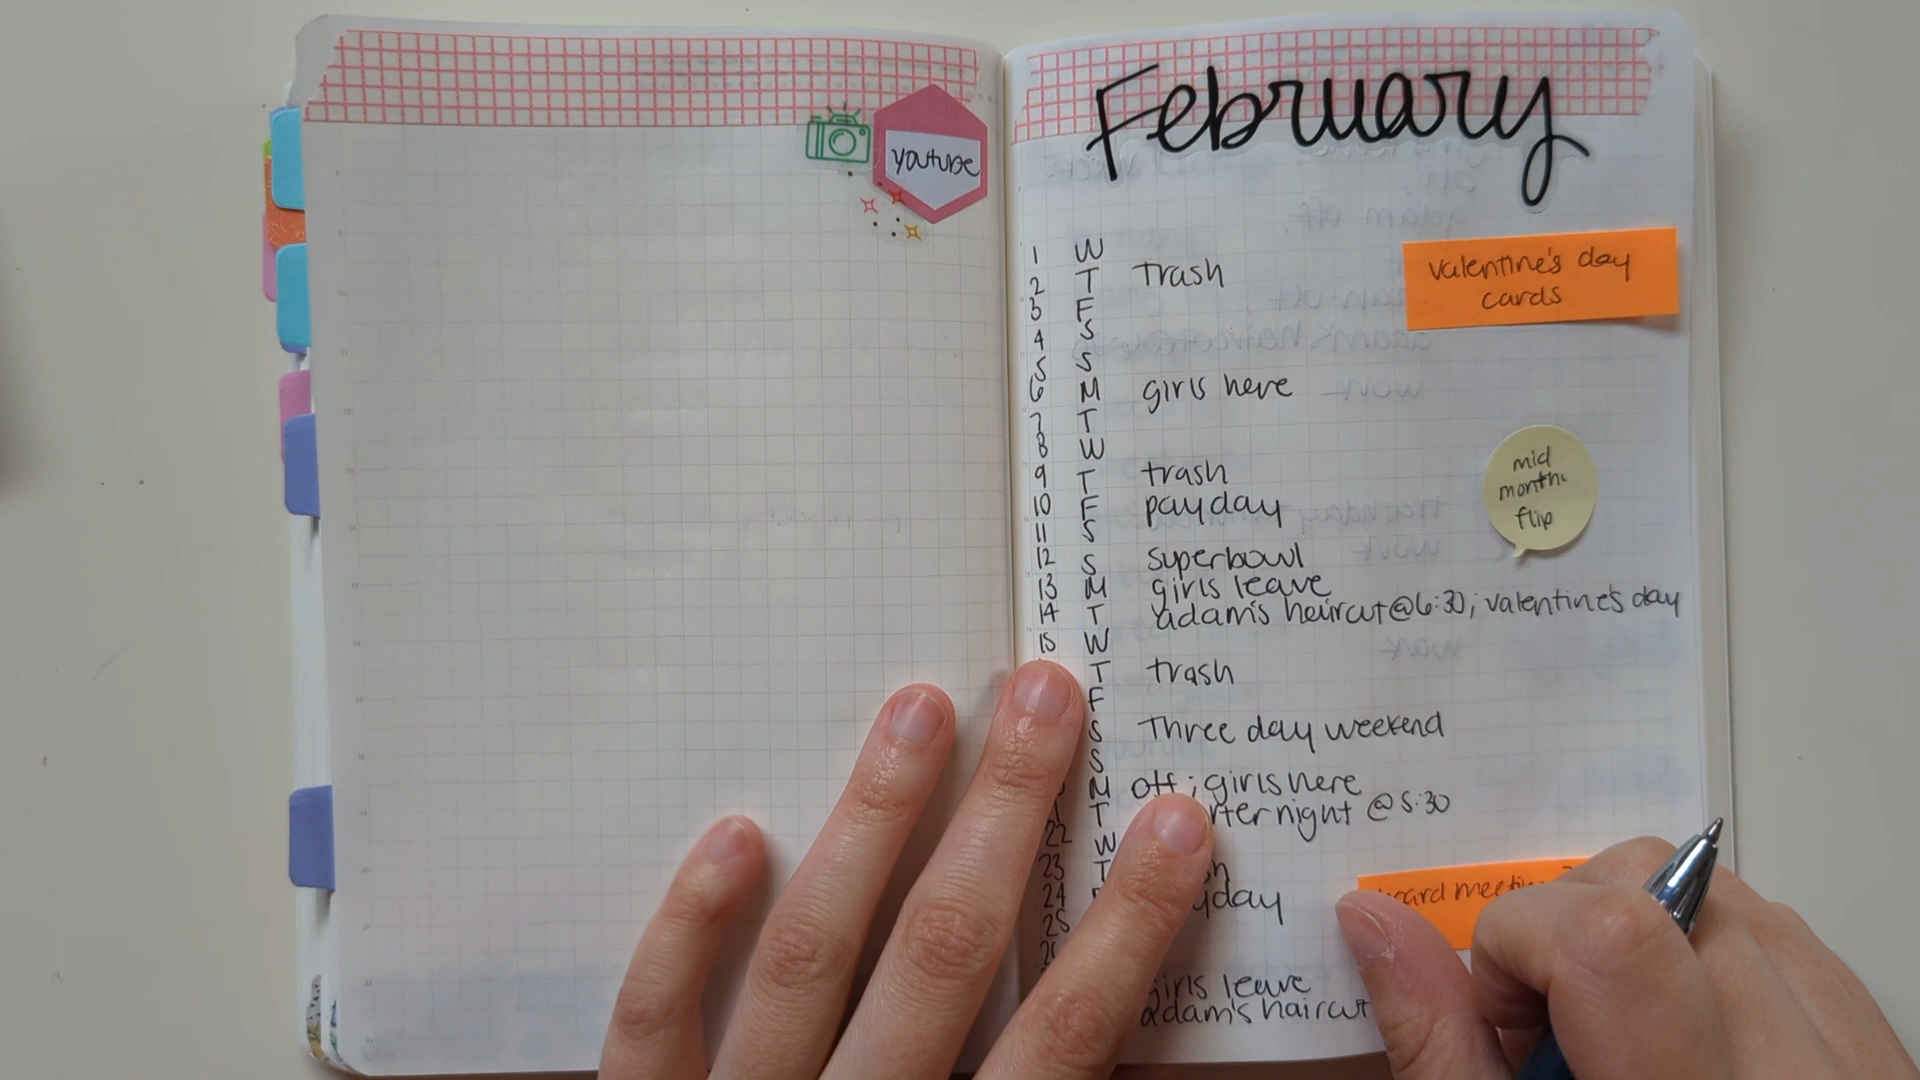 youtube
February
1 W
2 T trash
3 F
4 S
5 S
6 M girls here
7 T
8 W
9 T trash
10 F payday
11 S
12 S superbowl
13 M girls leave
14 T adam's haircut @ 6:30; valentine's day
15 W
T trash
F
S Three day weekend
S
M off; girls here
T night @ 5:30
22 W
23 T
24
25
girls leave
adam's haircut
valentine's day
cards
mid
month
flip
board